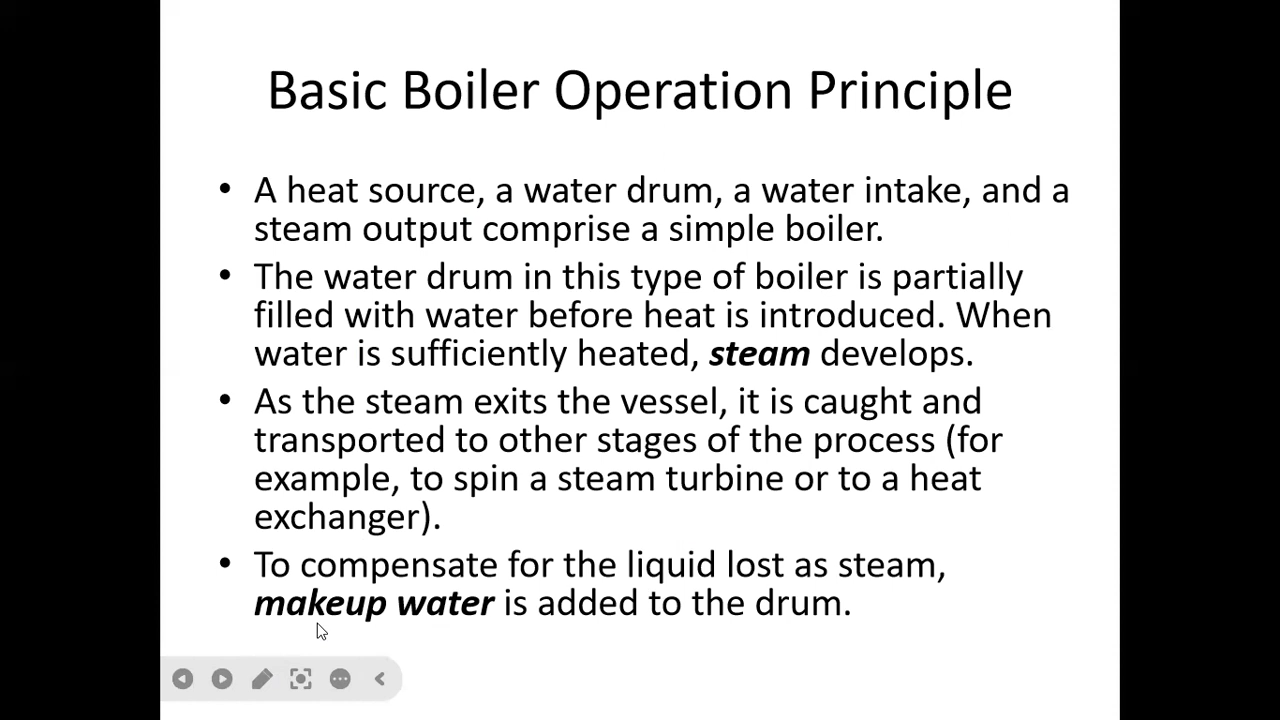 Basic Boiler Operation Principle
• A heat source, a water drum, a water intake, and a
steam output comprise a simple boiler.
• The water drum in this type of boiler is partially
filled with water before heat is introduced. When
water is sufficiently heated, steam develops.
• As the steam exits the vessel, it is caught and
transported to other stages of the process (for
example, to spin a steam turbine or to a heat
exchanger).
• To compensate for the liquid lost as steam,
makeup water is added to the drum.